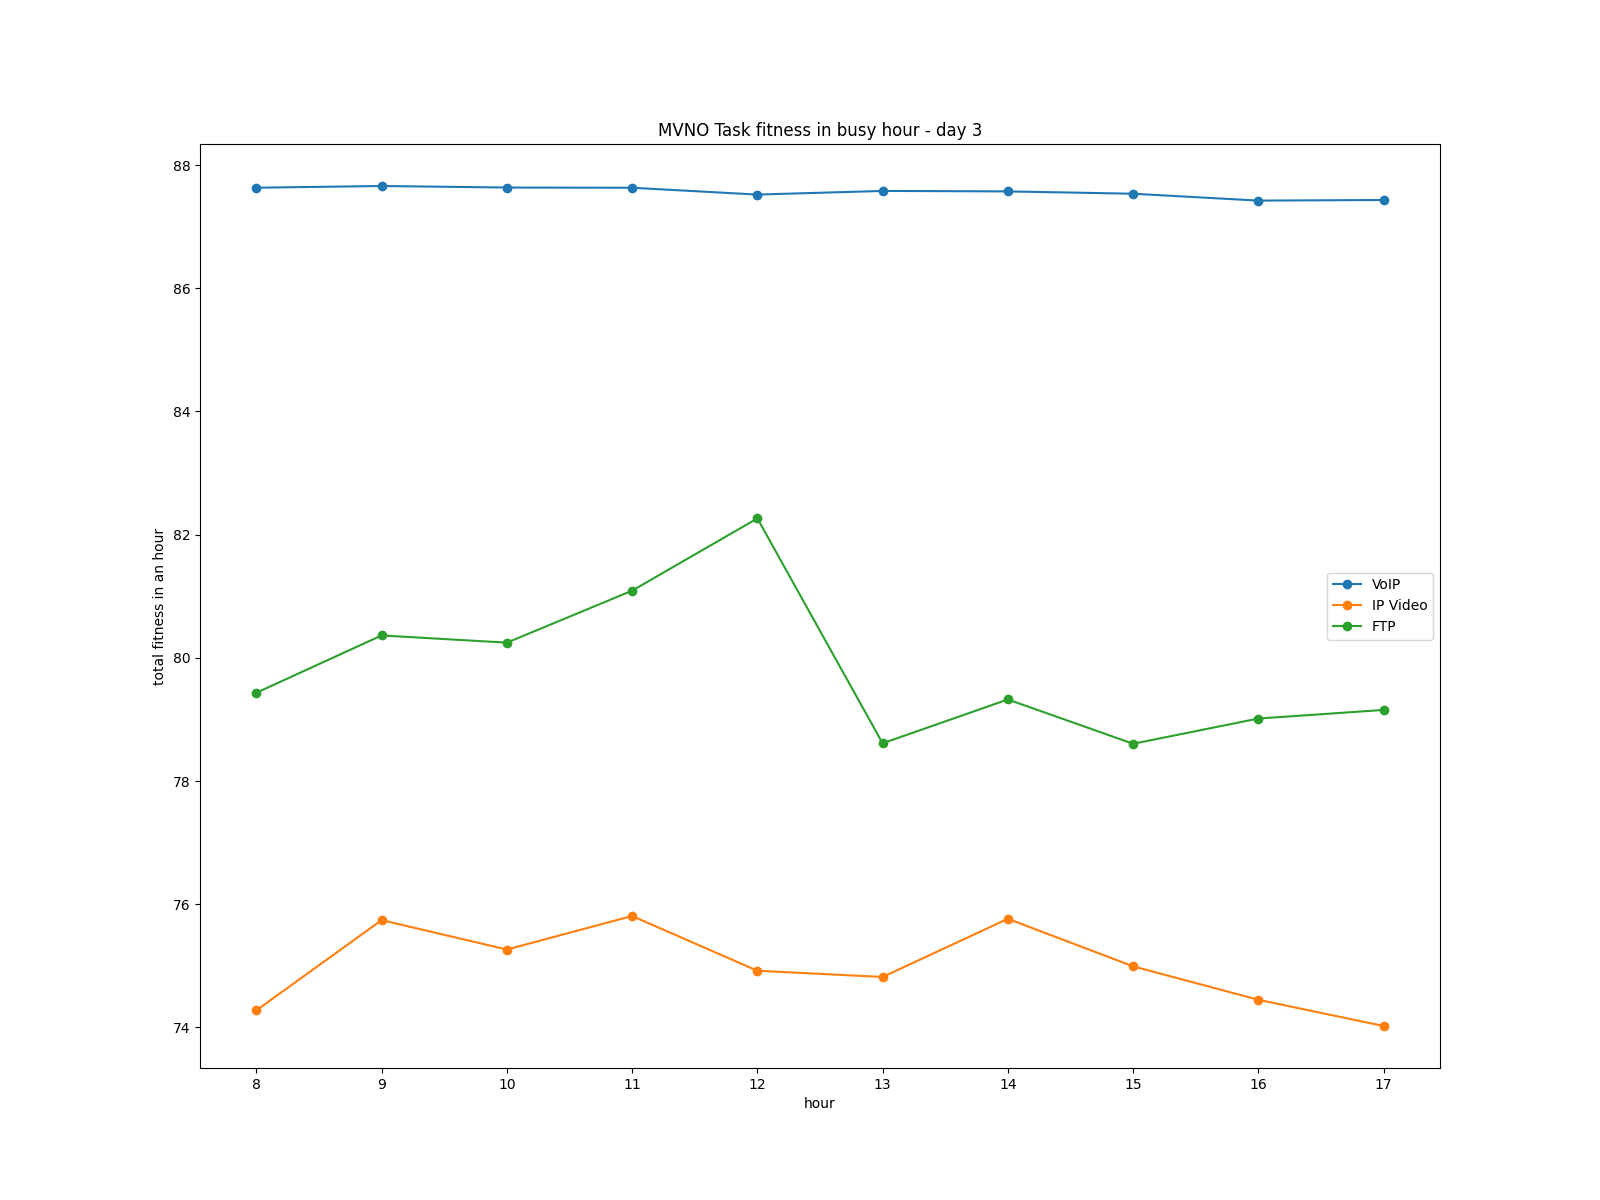 MVNO Task fitness in busy hour - day 3
88
86
84
82
80
78
76
74
total fitness in an hour
VoIP
IP Video
FTP
8 9 10 11 12 13 14 15 16 17
hour